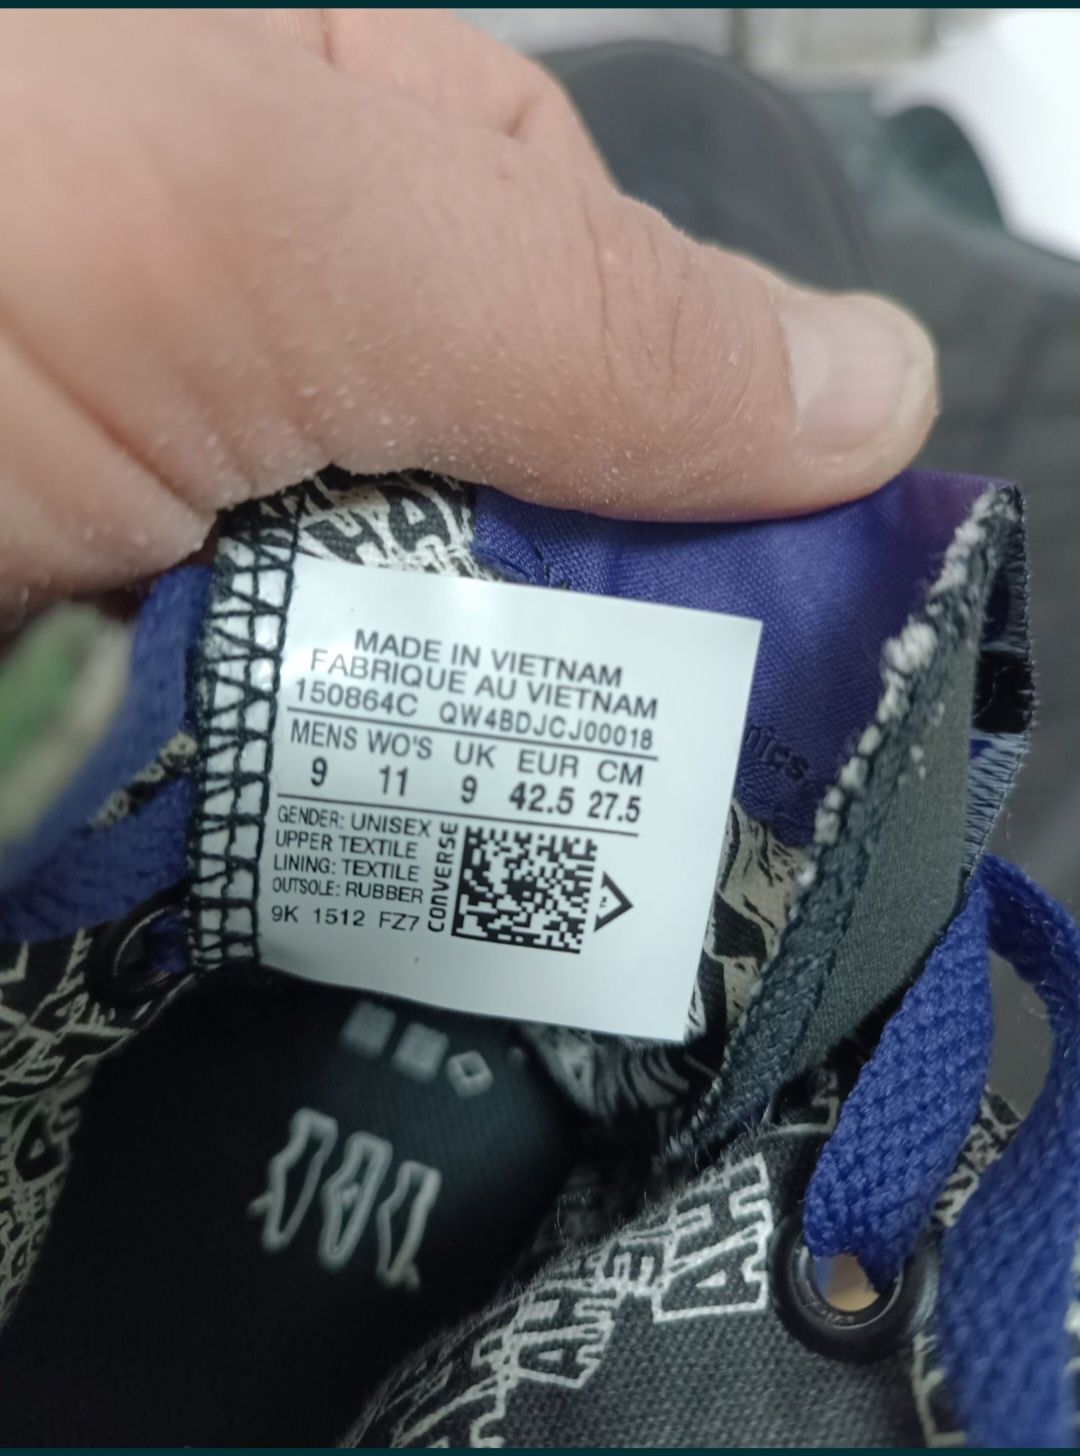 MADE IN VIETNAM
FABRIQUE AU VIETNAM
150864C QW4BDJCJ00018
MENS WO'S UK EUR CM
9 11 9 42.5 27.5
GENDER: UNISEX
UPPER TEXTILE
LINING: TEXTILE
OUTSOLE: RUBBER
9K 1512 FZ7
CONVERSE
AH